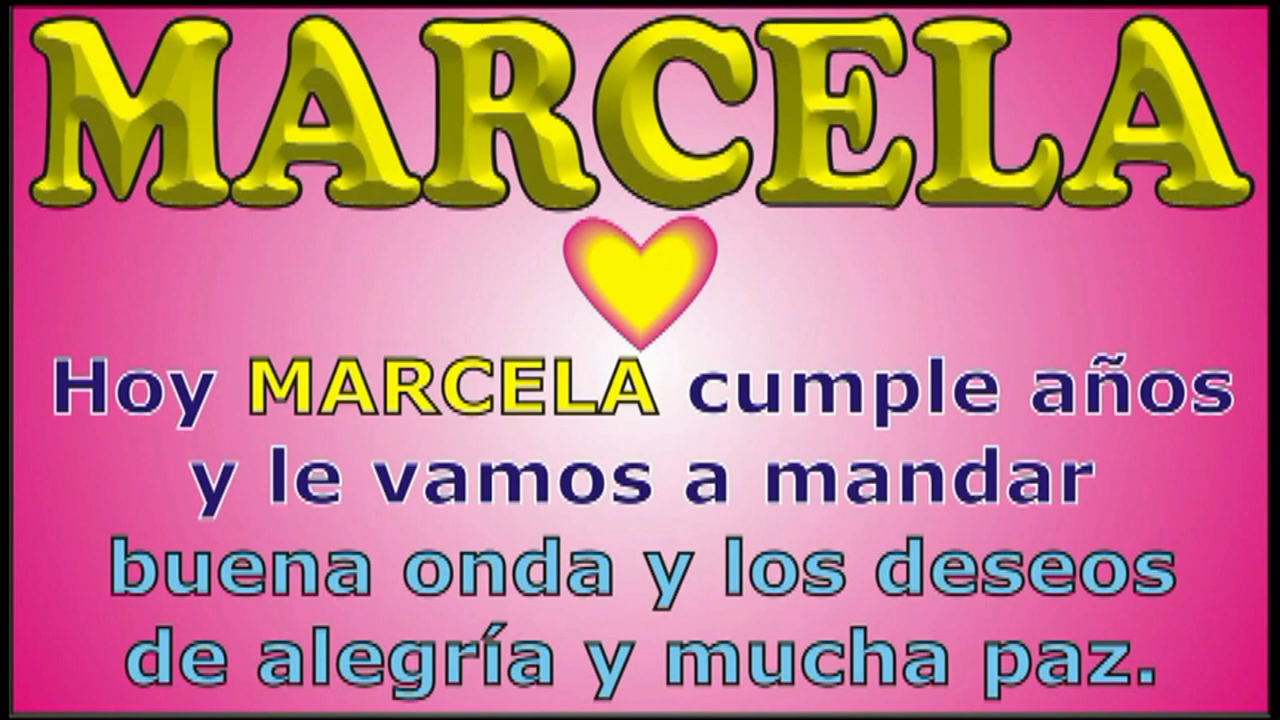 MARCELA
Hoy MARCELA cumple años
y le vamos a mandar
buena onda y los deseos
de alegría y mucha paz.